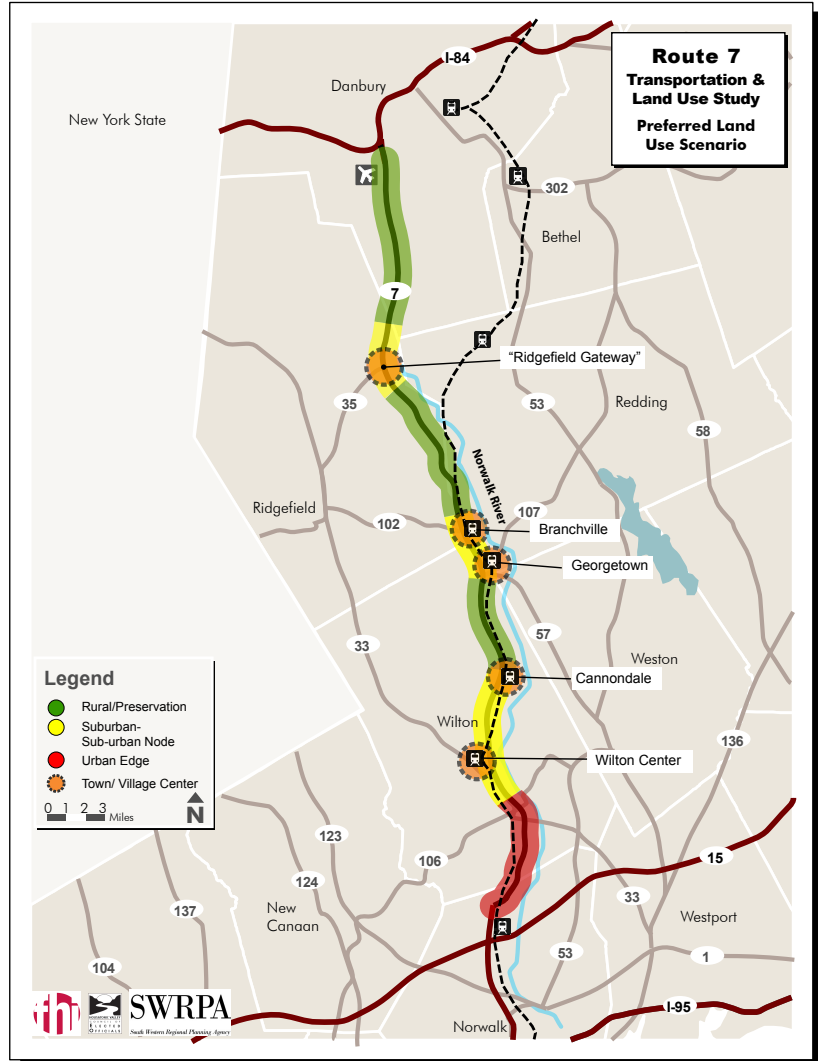 Route 7
Transportation &
Land Use Study
Preferred Land
Use Scenario
I-84
Danbury
New York State
302
Bethel
7
"Ridgefield Gateway"
35
53
Redding
58
Norwalk River
Ridgefield
102
107
Branchville
Georgetown
57
33
Weston
Cannondale
Wilton
136
Wilton Center
Legend
Rural/Preservation
Suburban-
Sub-urban Node
Urban Edge
Town/ Village Center
0 1 2 3
Miles
N
123
106
15
124
33
137
New
Canaan
Westport
53
1
104
I-95
Norwalk
fhi
ELECTED
OFFICIALS
SWRPA
South Western Regional Planning Agency